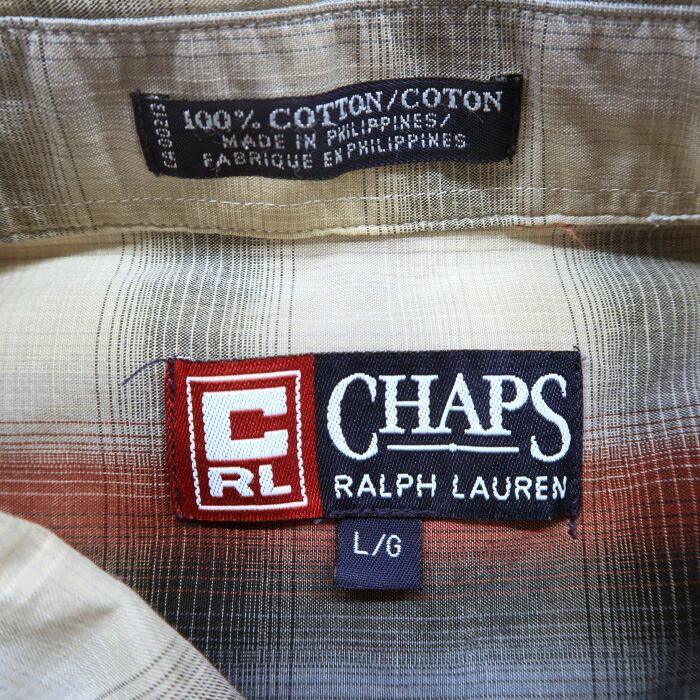 100% COTTON/COTON
MADE IN PHILIPPINES/
FABRIQUE EN PHILIPPINES
C
RL
CHAPS
RALPH LAUREN
L/G